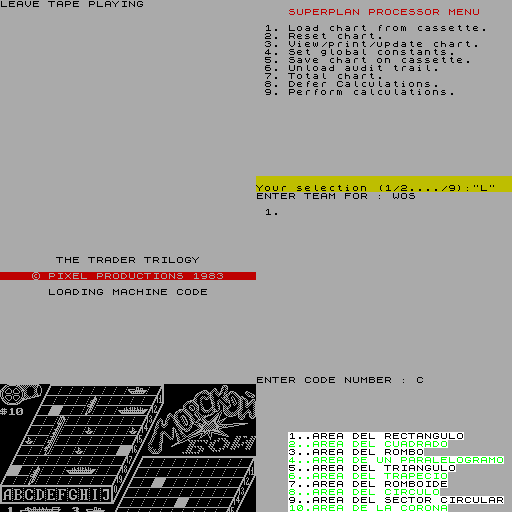 LEAVE TAPE PLAYING
THE TRADER TRILOGY
© PIXEL PRODUCTIONS 1983
LOADING MACHINE CODE
SUPERPLAN PROCESSOR MENU
1. Load chart from cassette.
2. Reset chart.
3. View/print/update chart.
4. Set global constants.
5. Save chart on cassette.
6. Unload audit trail.
7. Total chart.
8. Defer Calculations.
9. Perform calculations.
Your selection (1/2..../9):"L"
ENTER TEAM FOR : WOS
1.
ENTER CODE NUMBER : C
#10
МОРСКОЙ
БОЙ
ABCDEFGHIJ
1..AREA DEL RECTANGULO
2..AREA DEL CUADRADO
3..AREA DEL ROMBO
4..AREA DE UN PARALELOGRAMO
5..AREA DEL TRIANGULO
6..AREA DEL TRAPECIO
7..AREA DEL ROMBOIDE
8..AREA DEL CIRCULO
9..AREA DEL SECTOR CIRCULAR
10.AREA DE LA CORONA